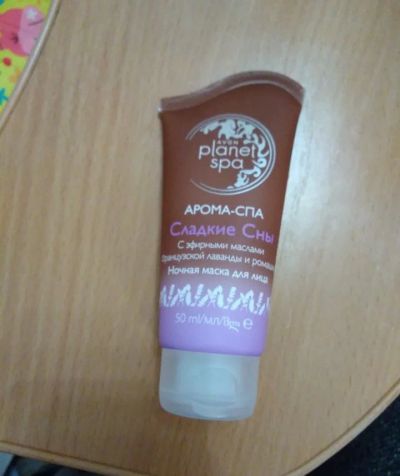 AVON
planet
spa
АРОМА-СПА
Сладкие Сны
С эфирными маслами
французской лаванды и ромашки
Ночная маска для лица
50 ml/мл/